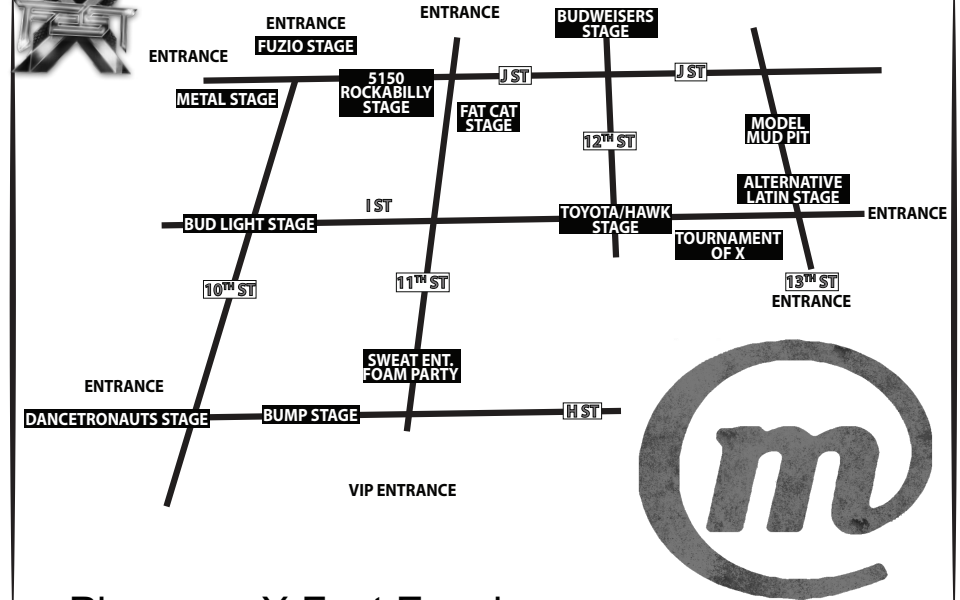 FEST
X
ENTRANCE
ENTRANCE
FUZIO STAGE
ENTRANCE
BUDWEISERS
STAGE
METAL STAGE
5150
ROCKABILLY
STAGE
J ST
J ST
FAT CAT
STAGE
12TH ST
MODEL
MUD PIT
ALTERNATIVE
LATIN STAGE
I ST
BUD LIGHT STAGE
TOYOTA/HAWK
STAGE
ENTRANCE
TOURNAMENT
OF X
10TH ST
11TH ST
13TH ST
ENTRANCE
SWEAT ENT.
FOAM PARTY
ENTRANCE
DANCETRONAUTS STAGE
BUMP STAGE
H ST
VIP ENTRANCE
m